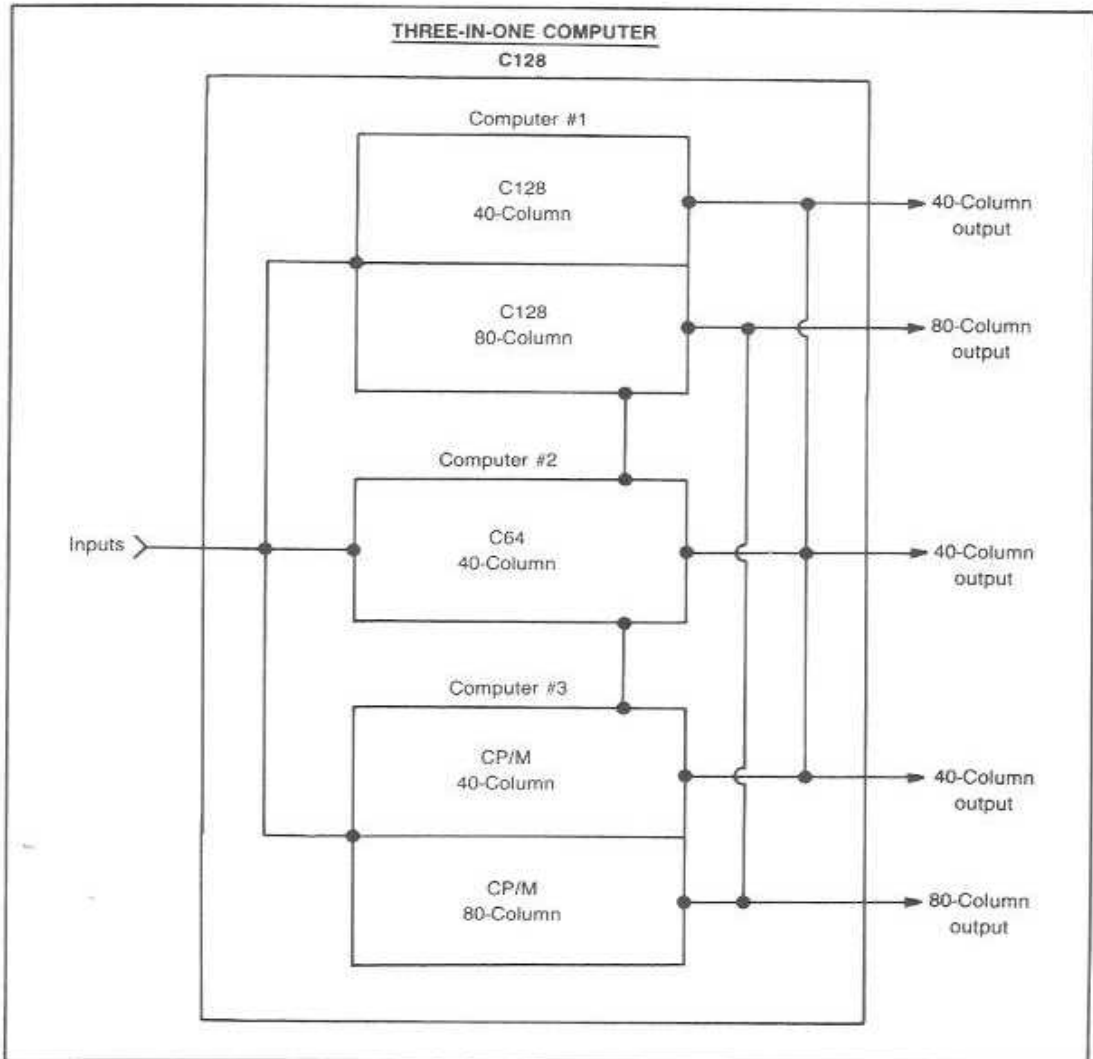 THREE-IN-ONE COMPUTER
C128
Computer #1
C128
40-Column
40-Column
output
C128
80-Column
80-Column
output
Computer #2
Inputs
C64
40-Column
40-Column
output
Computer #3
CP/M
40-Column
40-Column
output
CP/M
80-Column
80-Column
output